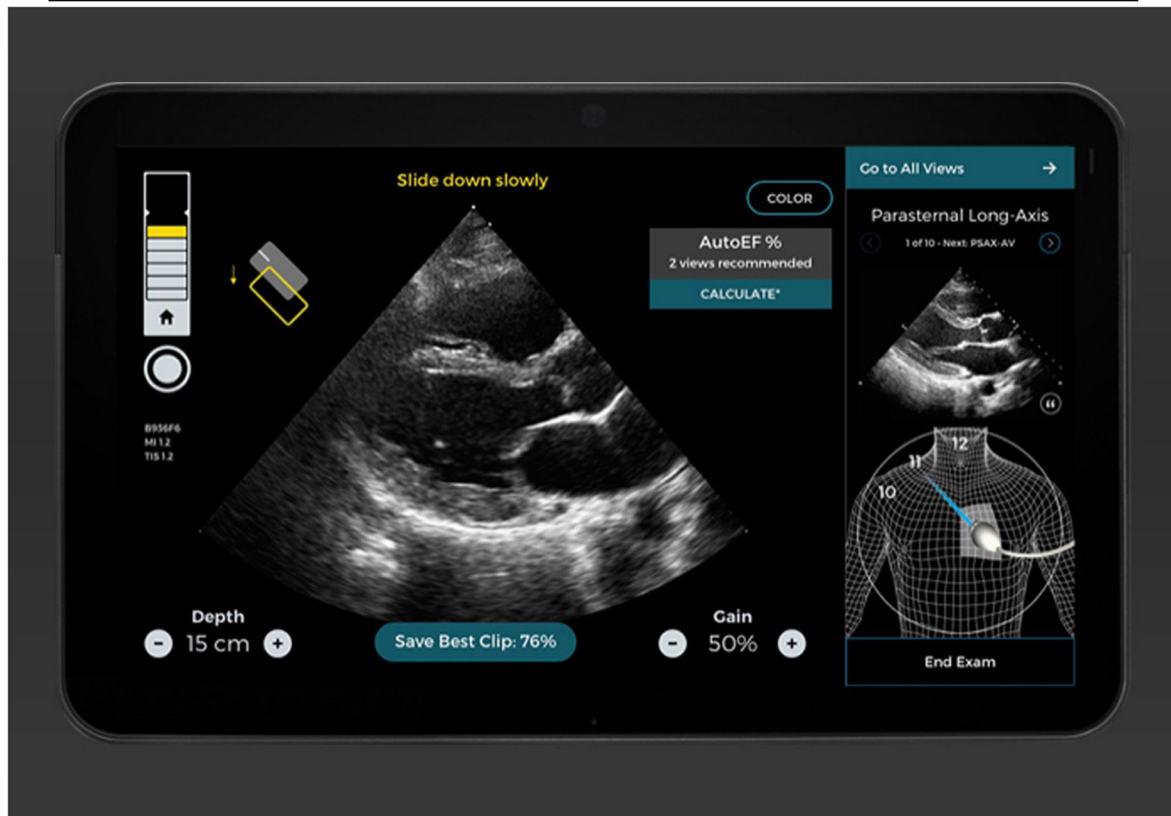 Slide down slowly
COLOR
AutoEF %
2 views recommended
CALCULATE*
B936F6
MI 1.2
TIS 1.2
Depth
- 15 cm +
Save Best Clip: 76%
Gain
- 50% +
Go to All Views →
Parasternal Long-Axis
1 of 10 - Next: PSAX-AV
12
11
10
End Exam